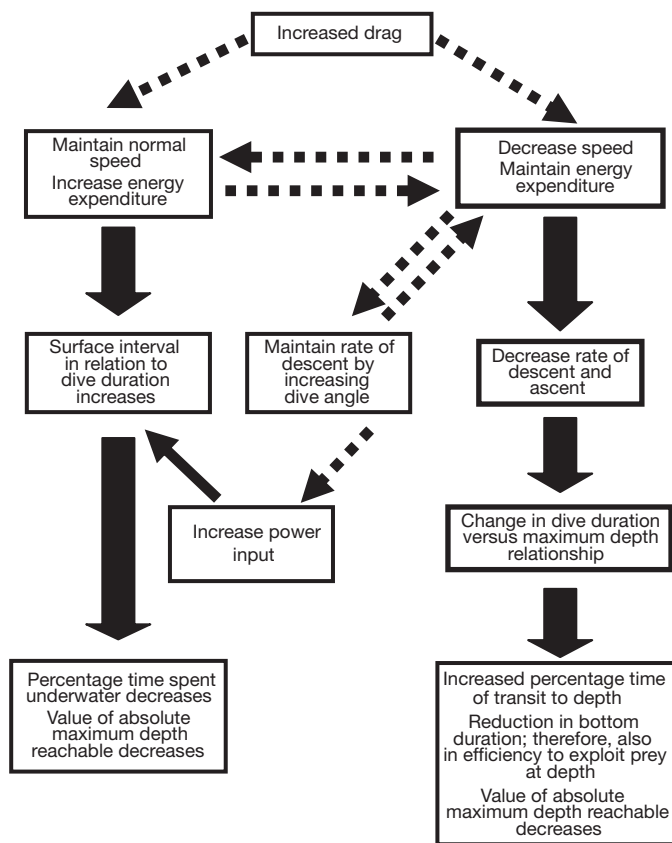 Increased drag
Maintain normal
speed
Increase energy
expenditure
Decrease speed
Maintain energy
expenditure
Surface interval
in relation to
dive duration
increases
Maintain rate of
descent by
increasing
dive angle
Decrease rate of
descent and
ascent
Increase power
input
Change in dive duration
versus maximum depth
relationship
Percentage time spent
underwater decreases
Value of absolute
maximum depth
reachable decreases
Increased percentage time
of transit to depth
Reduction in bottom
duration; therefore, also
in efficiency to exploit prey
at depth
Value of absolute
maximum depth reachable
decreases